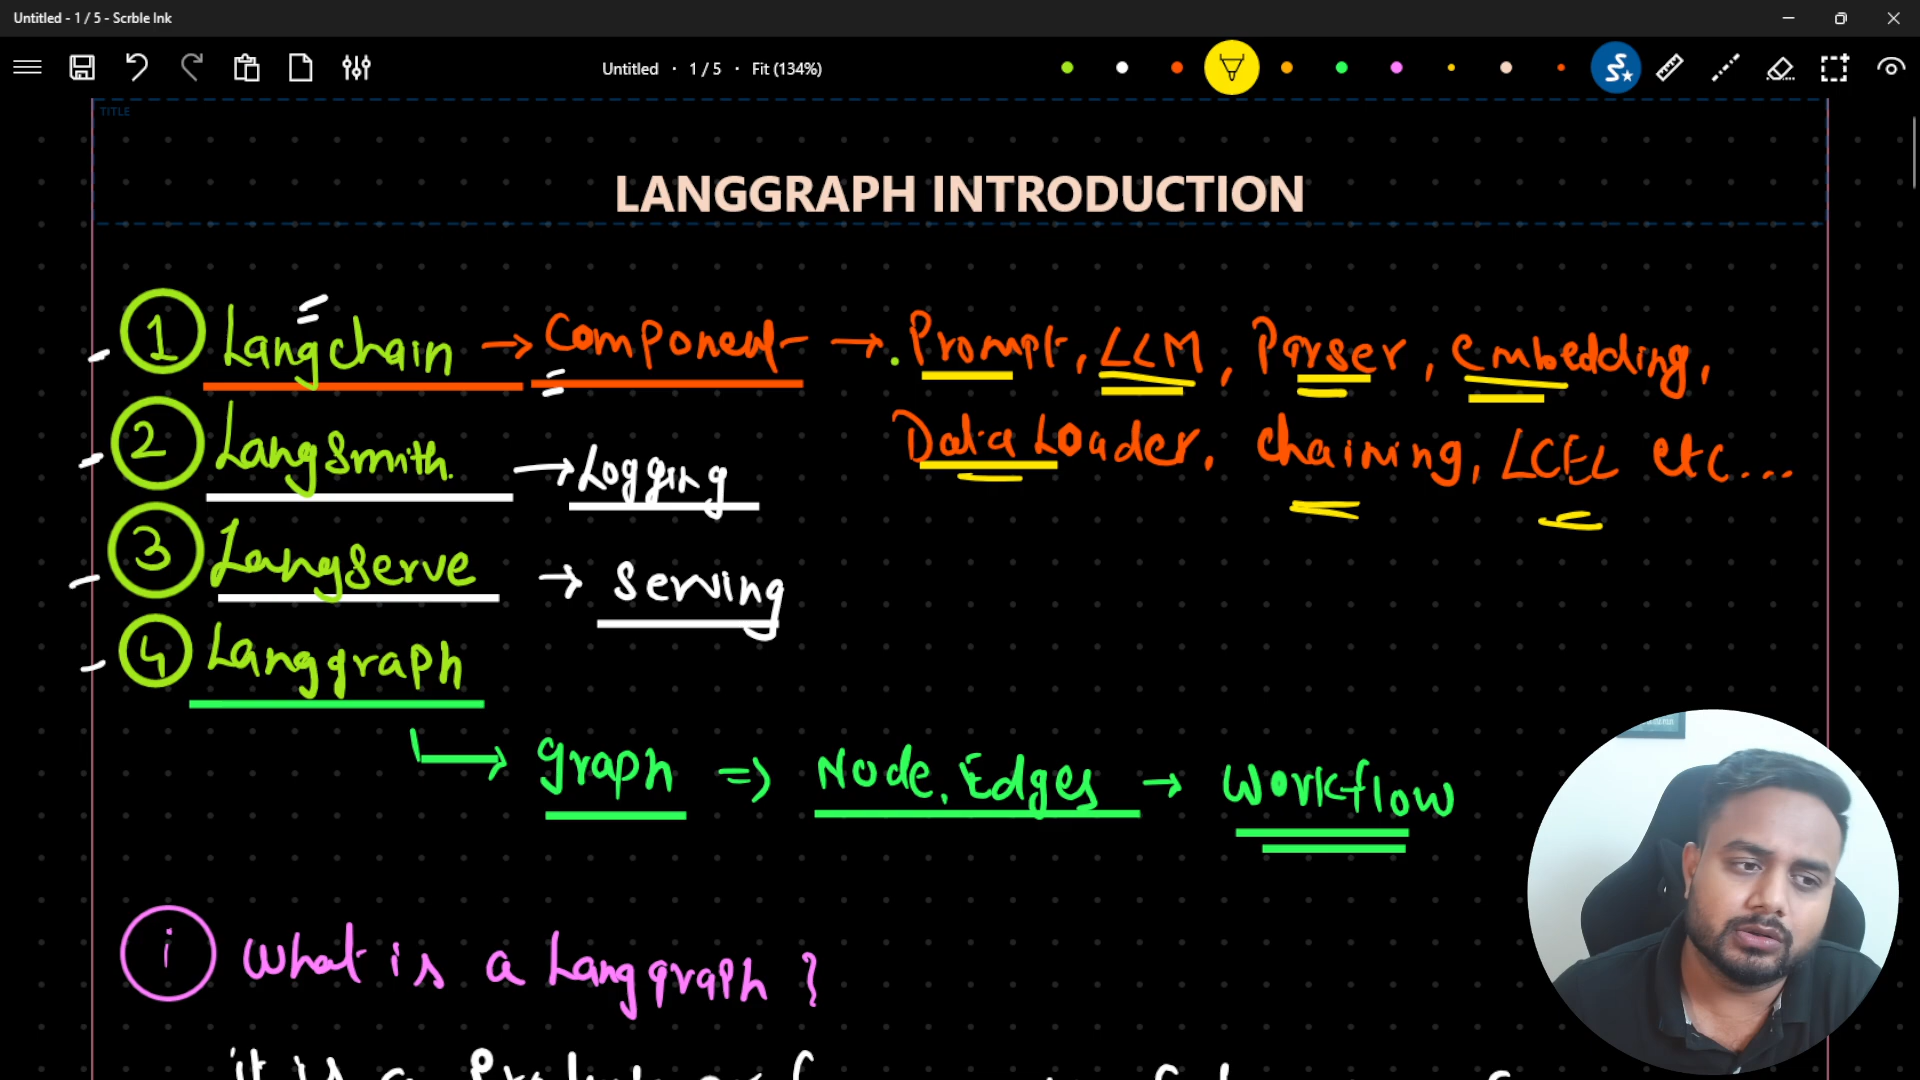 Untitled - 1 / 5 - Scrble Ink
Untitled · 1 / 5 · Fit (134%)
TITLE
LANGGRAPH INTRODUCTION
1 Langchain → Component → Prompt, LLM, Parser, embedding,
Data Loader, chaining, LCEL etc...
2 LangSmith. → Logging
3 LangServe → Serving
4 Langgraph
↳ graph => Node, Edges → Workflow
i What is a Langgraph ?
it is a